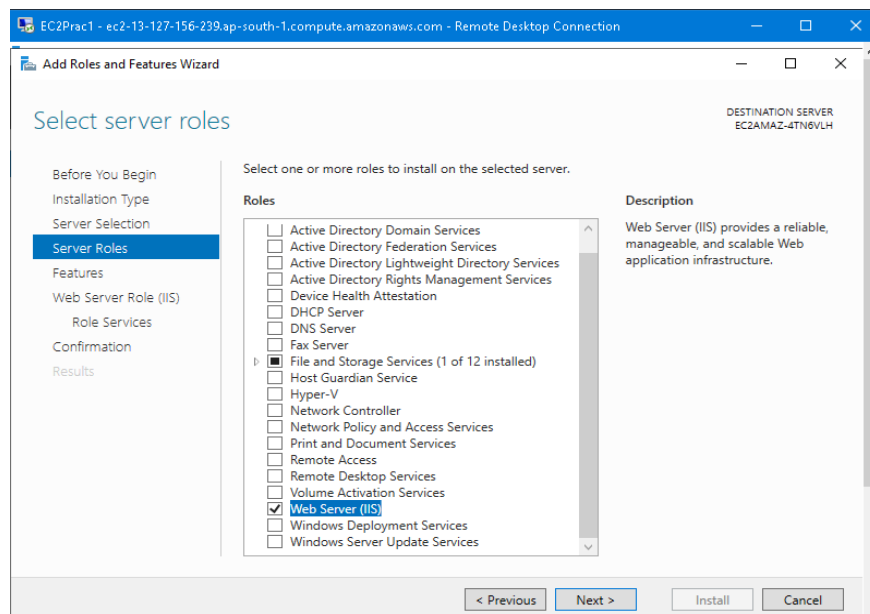 EC2Prac1 - ec2-13-127-156-239.ap-south-1.compute.amazonaws.com - Remote Desktop Connection
Add Roles and Features Wizard
Select server roles
DESTINATION SERVER
EC2AMAZ-4TN6VLH
Before You Begin
Installation Type
Server Selection
Server Roles
Features
Web Server Role (IIS)
Role Services
Confirmation
Results
Select one or more roles to install on the selected server.
Roles
Active Directory Domain Services
Active Directory Federation Services
Active Directory Lightweight Directory Services
Active Directory Rights Management Services
Device Health Attestation
DHCP Server
DNS Server
Fax Server
File and Storage Services (1 of 12 installed)
Host Guardian Service
Hyper-V
Network Controller
Network Policy and Access Services
Print and Document Services
Remote Access
Remote Desktop Services
Volume Activation Services
Web Server (IIS)
Windows Deployment Services
Windows Server Update Services
Description
Web Server (IIS) provides a reliable,
manageable, and scalable Web
application infrastructure.
< Previous
Next >
Install
Cancel